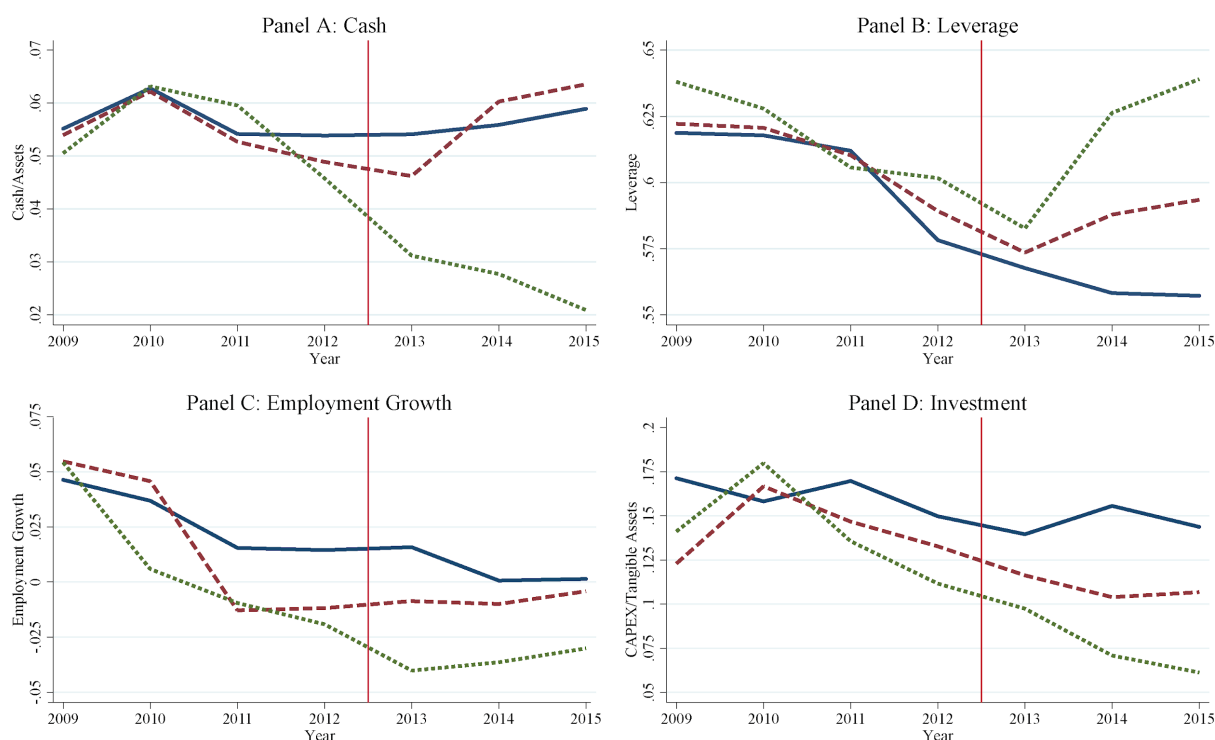 Panel A: Cash
Cash/Assets
.07
.06
.05
.04
.03
.02
2009 2010 2011 2012 2013 2014 2015
Year
Panel B: Leverage
Leverage
.65
.625
.6
.575
.55
2009 2010 2011 2012 2013 2014 2015
Year
Panel C: Employment Growth
Employment Growth
.075
.05
.025
0
-.025
-.05
2009 2010 2011 2012 2013 2014 2015
Year
Panel D: Investment
CAPEX/Tangible Assets
.2
.175
.15
.125
.1
.075
.05
2009 2010 2011 2012 2013 2014 2015
Year